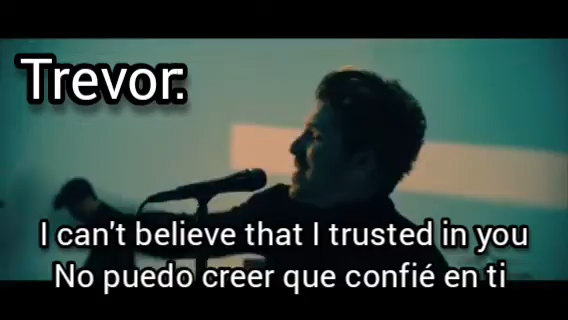 Trevor:
I can't believe that I trusted in you
No puedo creer que confié en ti